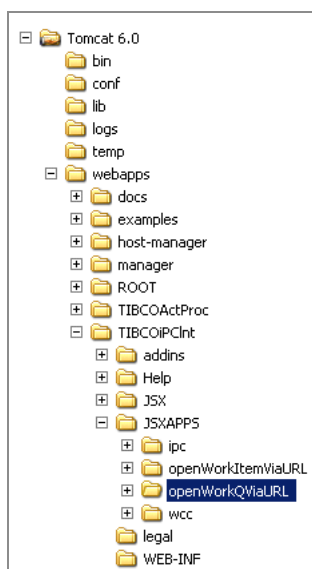 Tomcat 6.0
bin
conf
lib
logs
temp
webapps
docs
examples
host-manager
manager
ROOT
TIBCOActProc
TIBCOiPClnt
addins
Help
JSX
JSXAPPS
ipc
openWorkItemViaURL
openWorkQViaURL
wcc
legal
WEB-INF